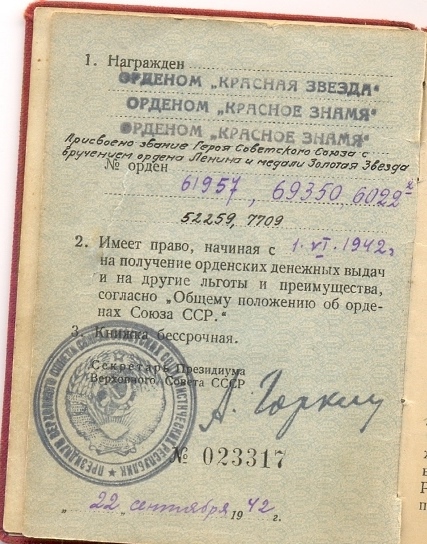 1. Награжден
ОРДЕНОМ „КРАСНАЯ ЗВЕЗДА“
ОРДЕНОМ „КРАСНОЕ ЗНАМЯ“
ОРДЕНОМ „КРАСНОЕ ЗНАМЯ“
Присвоено звание Героя Советского Союза с
вручением ордена Ленина и медали Золотая Звезда
№ орден
61957, 69350, 6022
52259, 7709
2. Имеет право, начиная с 1. VI. 1942 г.
на получение орденских денежных выдач
и на другие льготы и преимущества,
согласно „Общему положению об орде-
нах Союза ССР.“
3. Книжка бессрочная.
Секретарь Президиума
Верховного Совета СССР
А. Горкин
№ 023317
„22„ сентября 1942 г.